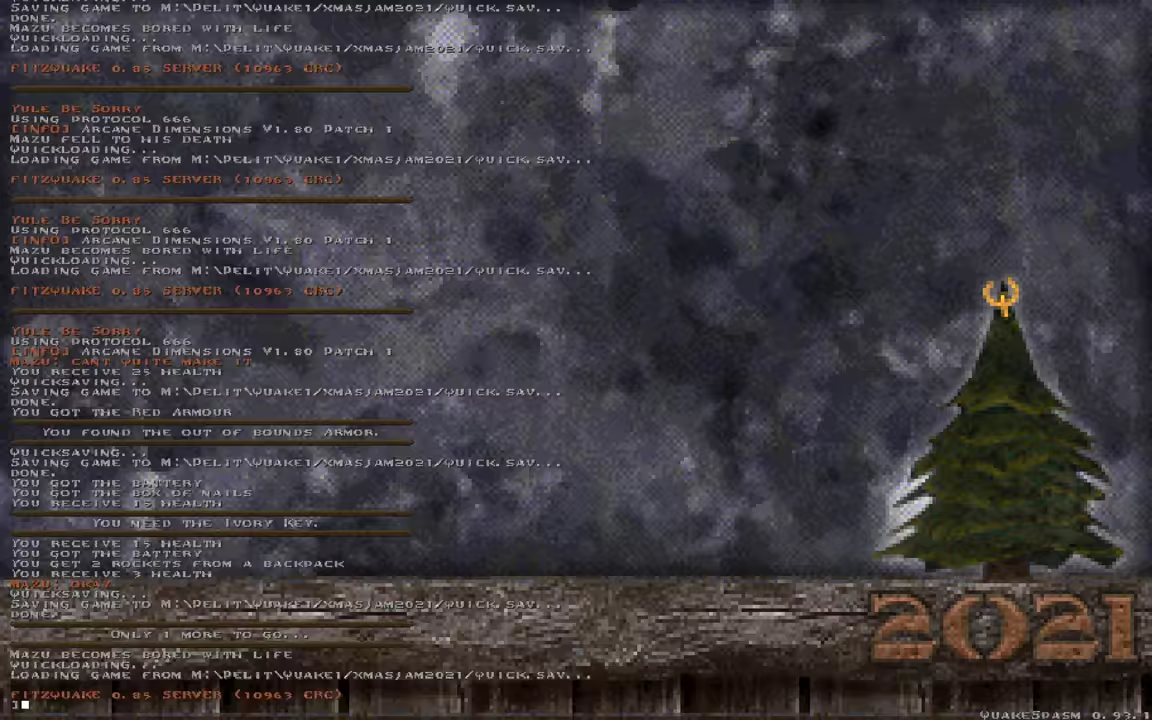 SAVING GAME TO M:\PELIT\QUAKE1/XMASJAM2021/QUICK.SAV...
DONE.
MAZU BECOMES BORED WITH LIFE
QUICKLOADING...
LOADING GAME FROM M:\PELIT\QUAKE1/XMASJAM2021/QUICK.SAV...
FITZQUAKE 0.85 SERVER (10963 CRC)
YULE BE SORRY
USING PROTOCOL 666
[INFO] ARCANE DIMENSIONS V1.80 PATCH 1
MAZU FELL TO HIS DEATH
QUICKLOADING...
LOADING GAME FROM M:\PELIT\QUAKE1/XMASJAM2021/QUICK.SAV...
FITZQUAKE 0.85 SERVER (10963 CRC)
YULE BE SORRY
USING PROTOCOL 666
[INFO] ARCANE DIMENSIONS V1.80 PATCH 1
MAZU BECOMES BORED WITH LIFE
QUICKLOADING...
LOADING GAME FROM M:\PELIT\QUAKE1/XMASJAM2021/QUICK.SAV...
FITZQUAKE 0.85 SERVER (10963 CRC)
YULE BE SORRY
USING PROTOCOL 666
[INFO] ARCANE DIMENSIONS V1.80 PATCH 1
MAZU: CANT QUITE MAKE IT
YOU RECEIVE 25 HEALTH
QUICKSAVING...
SAVING GAME TO M:\PELIT\QUAKE1/XMASJAM2021/QUICK.SAV...
DONE.
YOU GOT THE RED ARMOUR
YOU FOUND THE OUT OF BOUNDS ARMOR.
QUICKSAVING...
SAVING GAME TO M:\PELIT\QUAKE1/XMASJAM2021/QUICK.SAV...
DONE.
YOU GOT THE BATTERY
YOU GOT THE BOX OF NAILS
YOU RECEIVE 15 HEALTH
YOU NEED THE IVORY KEY.
YOU RECEIVE 15 HEALTH
YOU GOT THE BATTERY
YOU GET 2 ROCKETS FROM A BACKPACK
YOU RECEIVE 3 HEALTH
MAZU: OKAY
QUICKSAVING...
SAVING GAME TO M:\PELIT\QUAKE1/XMASJAM2021/QUICK.SAV...
DONE.
ONLY 1 MORE TO GO...
MAZU BECOMES BORED WITH LIFE
QUICKLOADING...
LOADING GAME FROM M:\PELIT\QUAKE1/XMASJAM2021/QUICK.SAV...
FITZQUAKE 0.85 SERVER (10963 CRC)
]
2021
QUAKESPASM 0.93.1